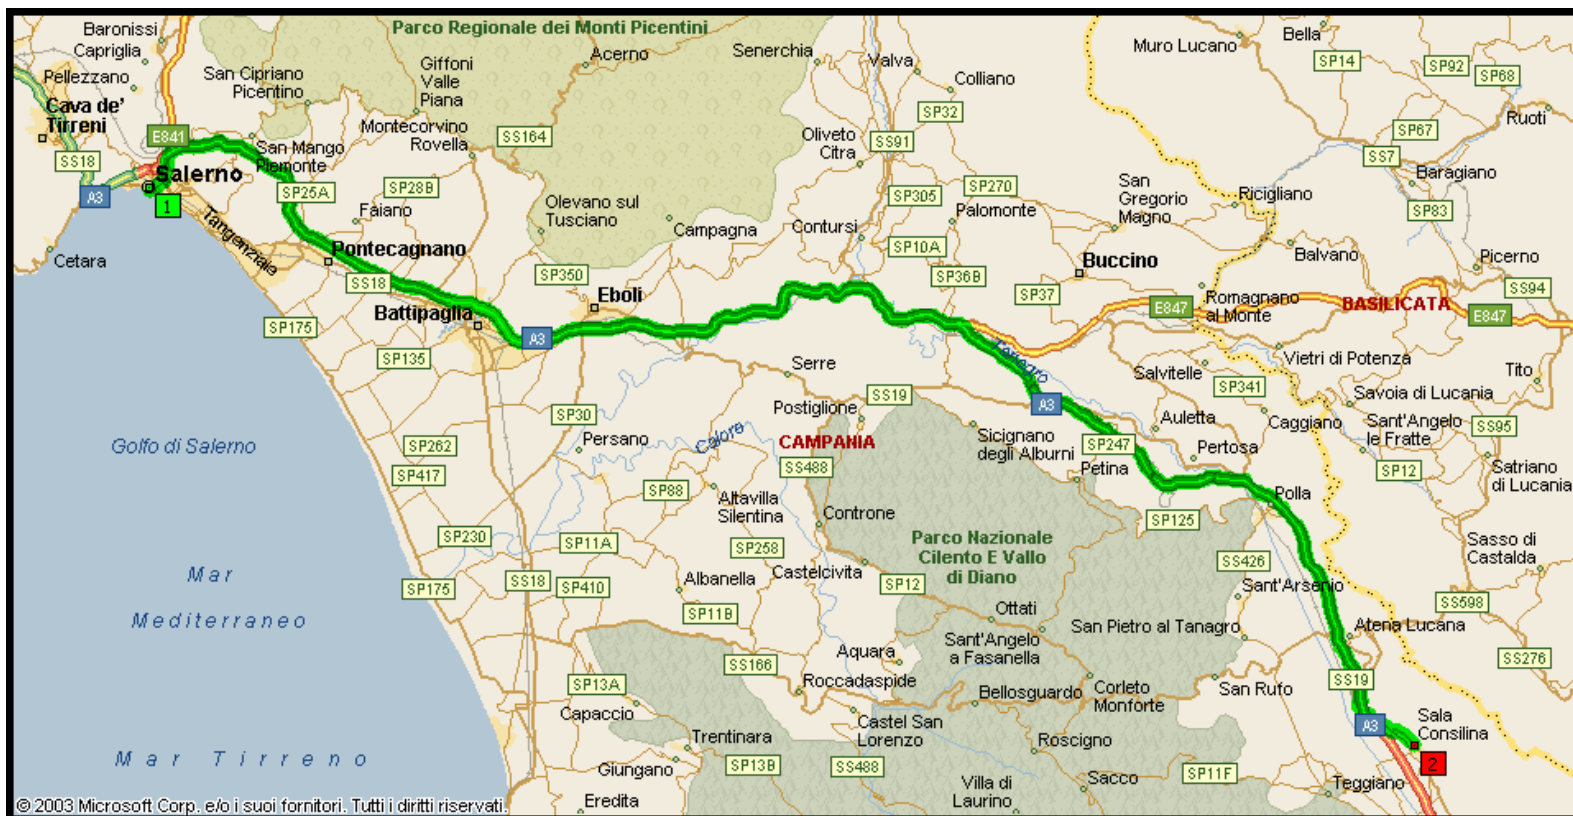 Parco Regionale dei Monti Picentini
Baronissi
Capriglia
Pellezzano
Cava de'
Tirreni
San Cipriano
Picentino
Giffoni
Valle
Piana
Acerno
Senerchia
Valva
Colliano
Muro Lucano
Bella
SP14
SP92
SP68
Ruoti
SP67
SS7
Baragiano
SP83
SP32
SS91
Oliveto
Citra
SS164
Montecorvino
Rovella
E841
SS18
San Mango
Piemonte
Salerno
A3
1
SP25A
SP28B
Faiano
Tangenziale
Cetara
Olevano sul
Tusciano
Campagna
Contursi
SP305
SP270
Palomonte
SP10A
SP36B
San
Gregorio
Magno
Ricigliano
Balvano
Picerno
SS94
Pontecagnano
SS18
SP350
Eboli
Battipaglia
A3
SP175
SP135
Buccino
SP37
E847
Romagnano
al Monte
BASILICATA
E847
Tanagro
Vietri di Potenza
Tito
Salvitelle
SP341
Savoia di Lucania
Serre
Postiglione
SS19
A3
Auletta
Caggiano
Sant'Angelo
le Fratte
SS95
SP30
Persano
Calore
CAMPANIA
Sicignano
degli Alburni
SP247
Pertosa
Petina
SP12
Satriano
di Lucania
Golfo di Salerno
SP262
SP417
SS488
SP88
Altavilla
Silentina
Controne
Polla
SP125
Parco Nazionale
Cilento E Vallo
di Diano
SP230
SP11A
SP258
Castelcivita
SP12
SS426
Sasso di
Castalda
Mar
Mediterraneo
SP175
SS18
SP410
Albanella
SP11B
Ottati
Sant'Arsenio
SS598
San Pietro al Tanagro
Atena Lucana
Sant'Angelo
a Fasanella
Aquara
SS166
Roccadaspide
SP13A
Capaccio
Bellosguardo
Corleto
Monforte
San Rufo
SS19
SS276
Castel San
Lorenzo
Roscigno
A3
Sala
Consilina
2
Mar Tirreno
Trentinara
Giungano
SP13B
SS488
Villa di
Laurino
Sacco
SP11F
Teggiano
Eredita
© 2003 Microsoft Corp. e/o i suoi fornitori. Tutti i diritti riservati.